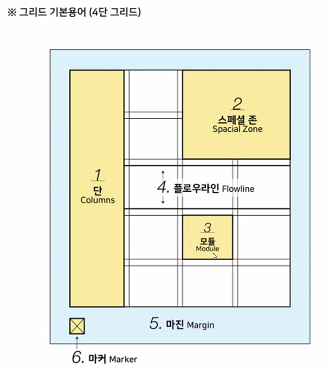 ※ 그리드 기본용어 (4단 그리드)
2
스페셜 존
Spacial Zone
1
단
Columns
4. 플로우라인 Flowline
3
모듈
Module
5. 마진 Margin
6. 마커 Marker